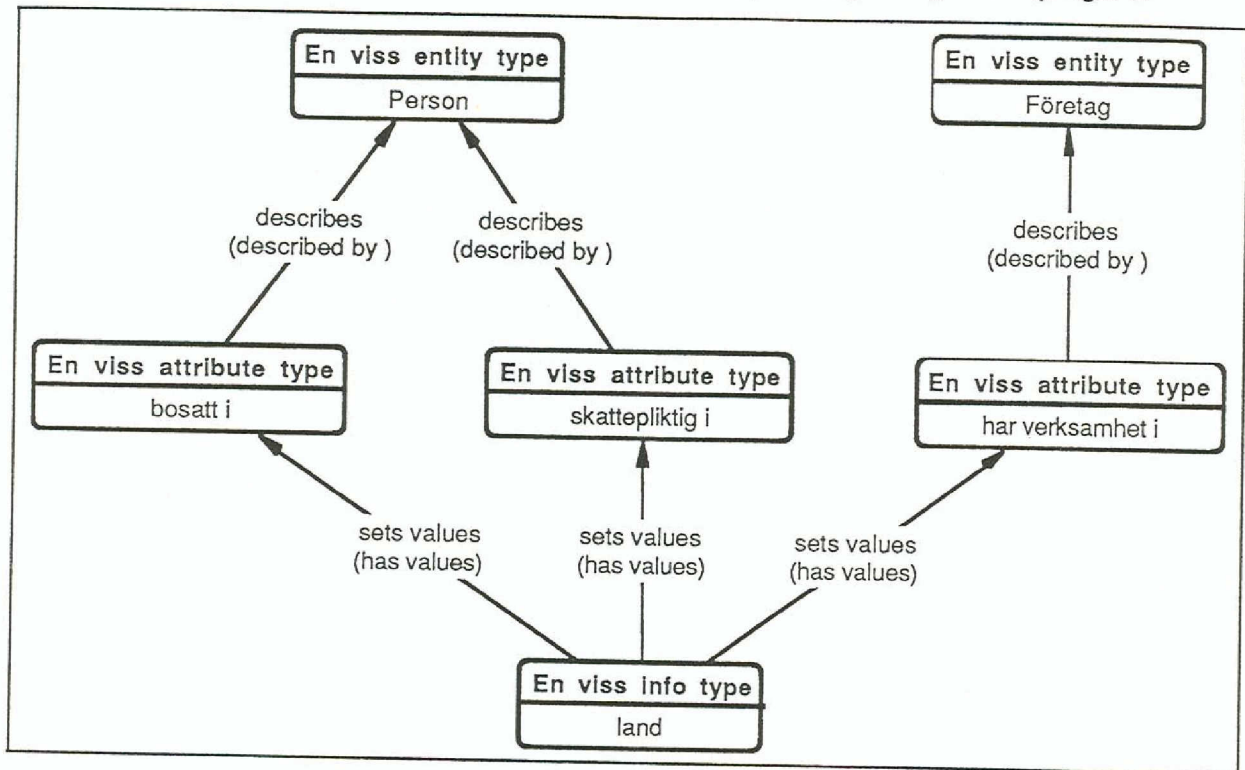 En viss entity type
Person
En viss entity type
Företag
describes
(described by )
describes
(described by )
describes
(described by )
En viss attribute type
bosatt i
En viss attribute type
skattepliktig i
En viss attribute type
har verksamhet i
sets values
(has values)
sets values
(has values)
sets values
(has values)
En viss info type
land